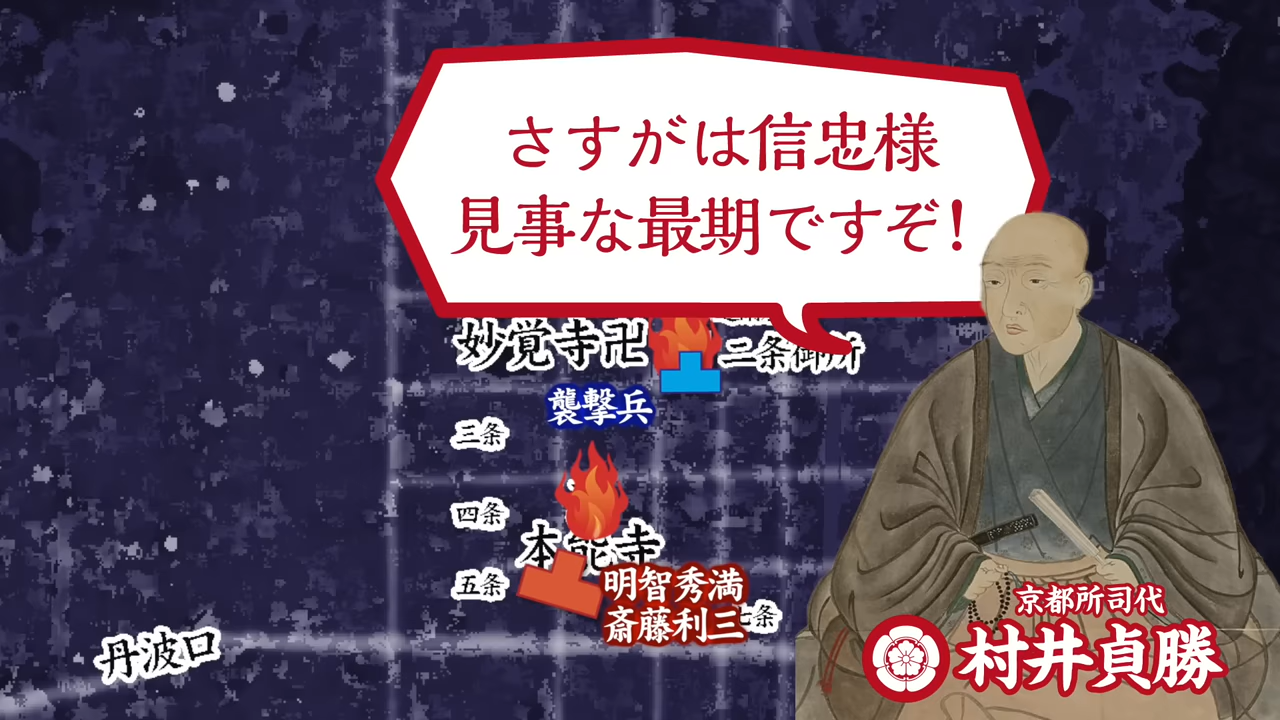 さすがは信忠様
見事な最期ですぞ!
妙覚寺卍
二条御所
襲撃兵
三条
四条
本能寺
五条
明智秀満
斎藤利三
七条
丹波口
京都所司代
村井貞勝